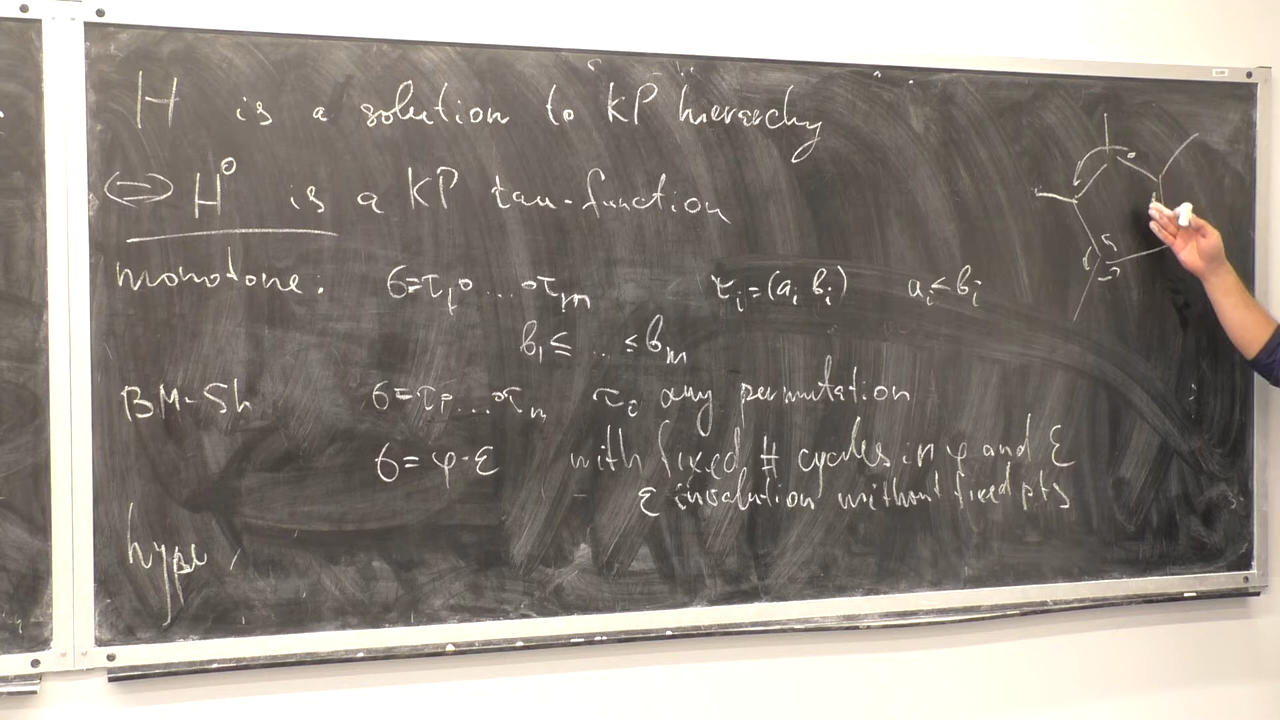 H is a solution to KP hierarchy
⇔ H° is a KP tau-function
monotone: σ=τ₁∘...∘τₘ τᵢ=(aᵢ bᵢ) aᵢ<bᵢ
b₁≤ ... ≤bₘ
BM-Sh σ=τ₁...∘τₘ τᵢ any permutation
σ=φ·ε with fixed # cycles in φ and ε
ε involution without fixed pts
hype